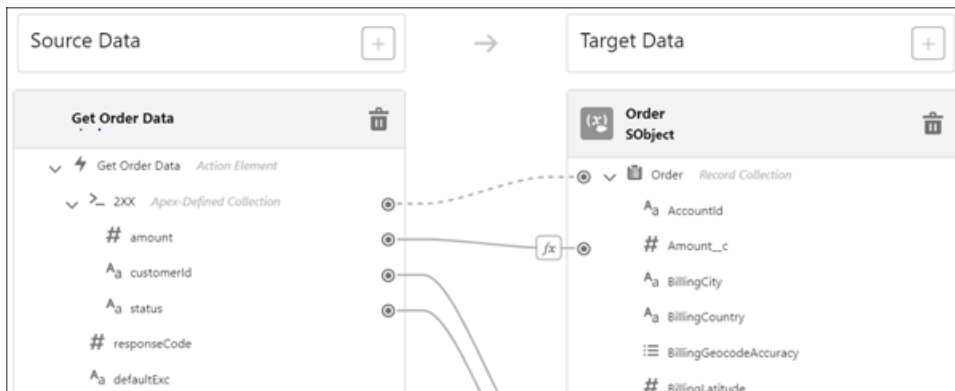 Source Data
Target Data
Get Order Data
Order
SObject
Get Order Data Action Element
2XX Apex-Defined Collection
amount
customerId
status
responseCode
defaultExc
fx
Order Record Collection
AccountId
Amount__c
BillingCity
BillingCountry
BillingGeocodeAccuracy
BillingLatitude